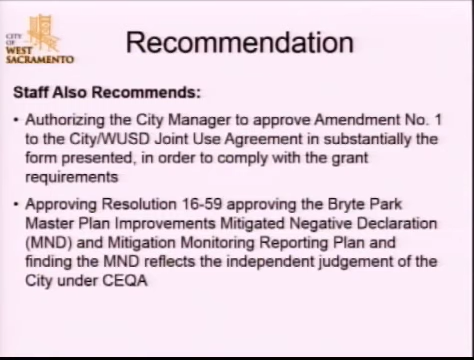 CITY
OF
WEST
SACRAMENTO
Recommendation
Staff Also Recommends:
• Authorizing the City Manager to approve Amendment No. 1
to the City/WUSD Joint Use Agreement in substantially the
form presented, in order to comply with the grant
requirements
• Approving Resolution 16-59 approving the Bryte Park
Master Plan Improvements Mitigated Negative Declaration
(MND) and Mitigation Monitoring Reporting Plan and
finding the MND reflects the independent judgement of the
City under CEQA